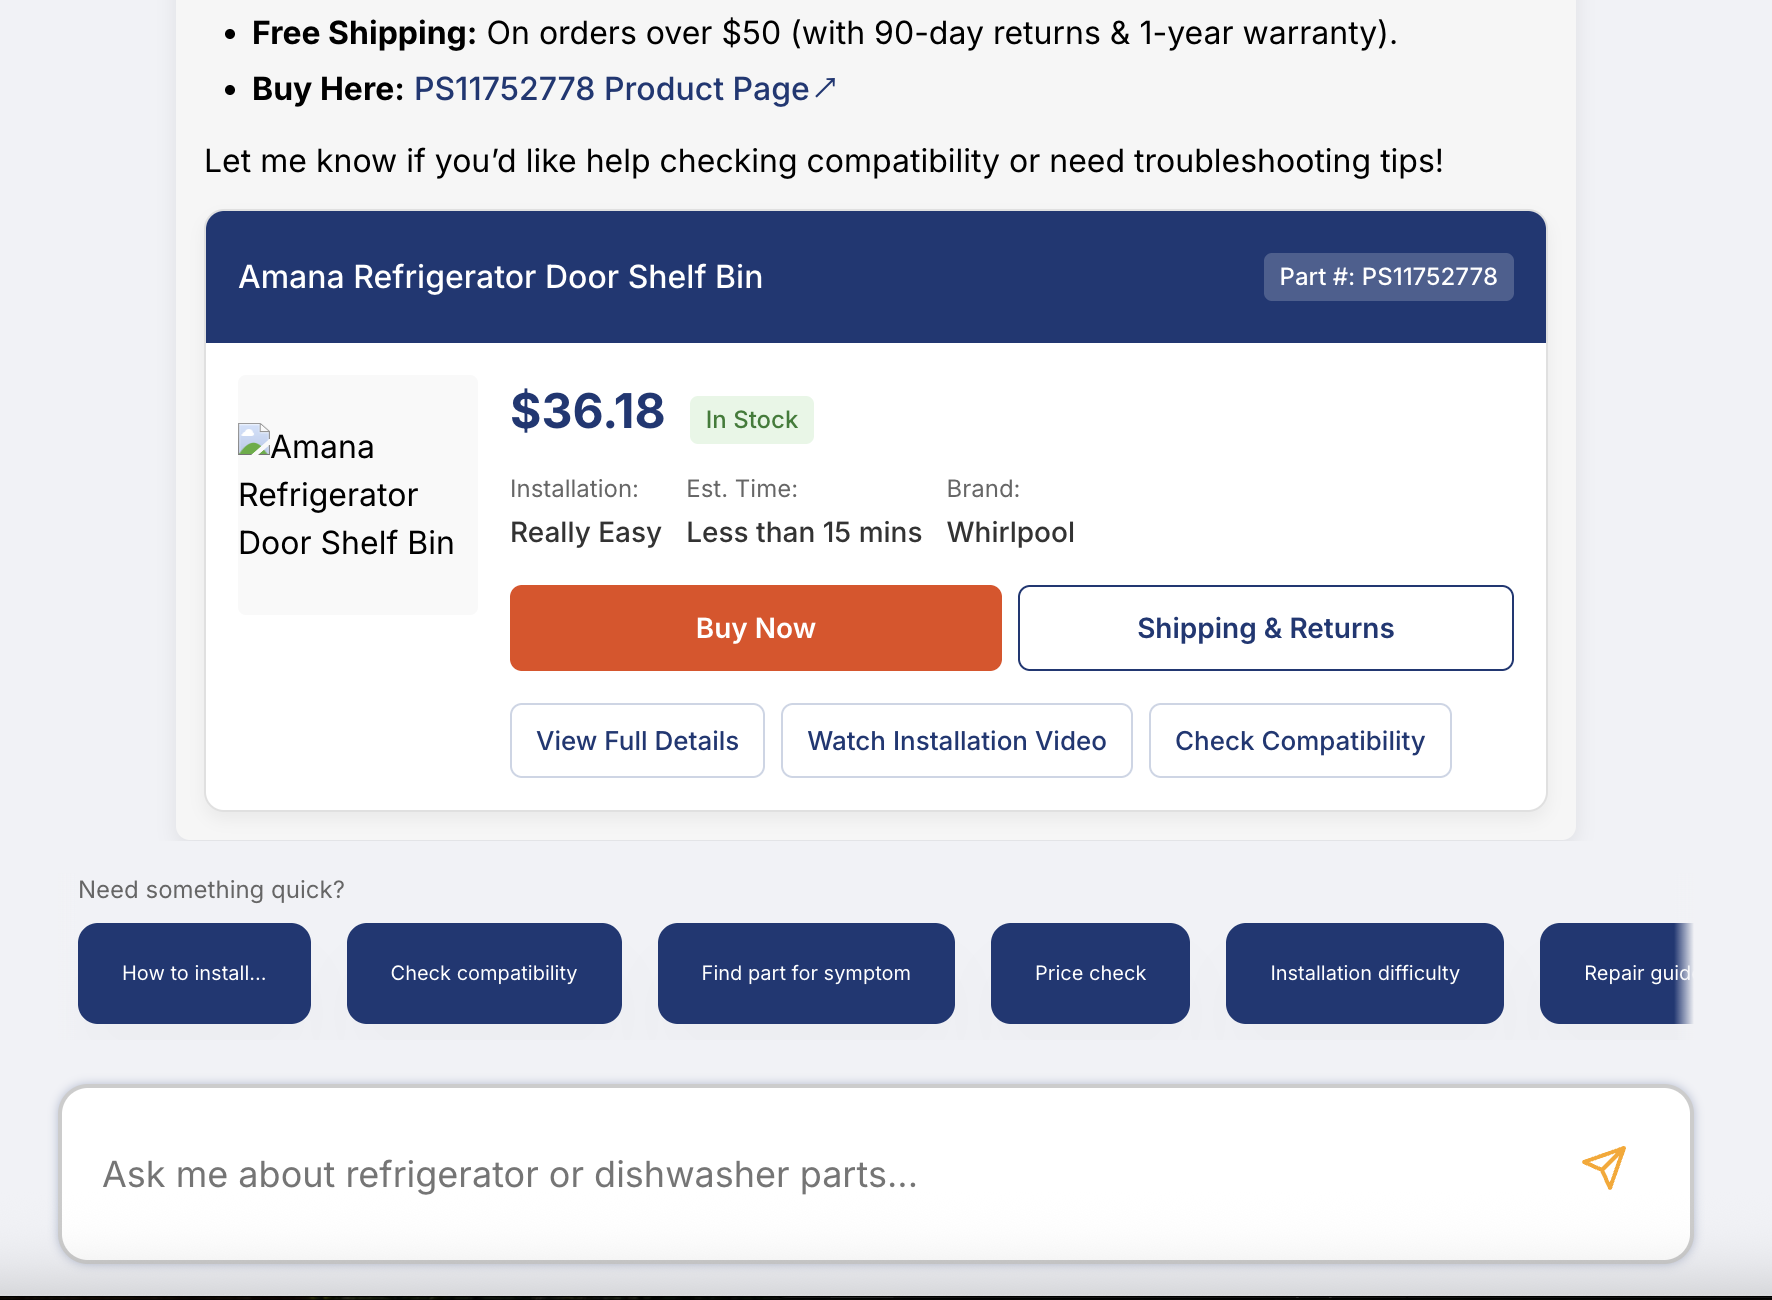 • Free Shipping: On orders over $50 (with 90-day returns & 1-year warranty).
• Buy Here: PS11752778 Product Page↗
Let me know if you’d like help checking compatibility or need troubleshooting tips!
Amana Refrigerator Door Shelf Bin
Part #: PS11752778
Amana
Refrigerator
Door Shelf Bin
$36.18
In Stock
Installation: Est. Time: Brand:
Really Easy Less than 15 mins Whirlpool
Buy Now
Shipping & Returns
View Full Details
Watch Installation Video
Check Compatibility
Need something quick?
How to install...
Check compatibility
Find part for symptom
Price check
Installation difficulty
Repair guid
Ask me about refrigerator or dishwasher parts...